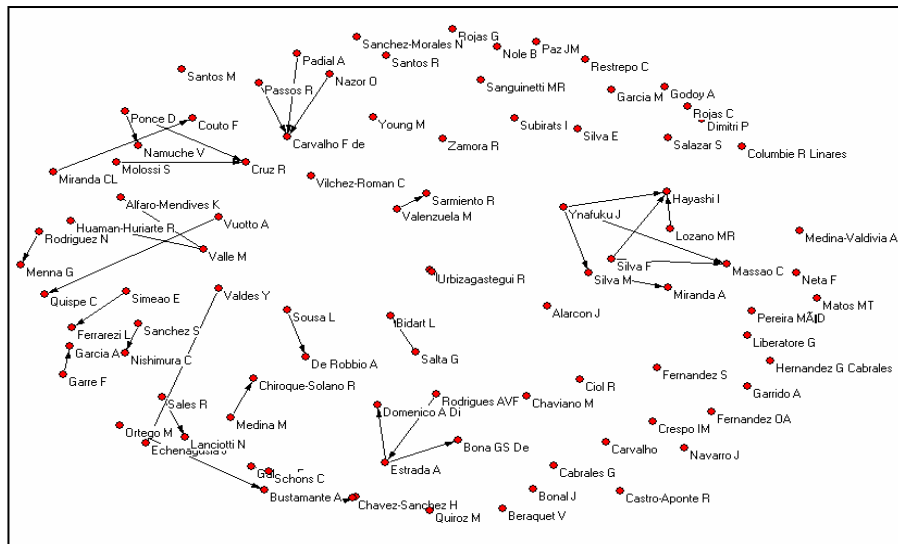 Rojas G
Sanchez-Morales N
Nole B
Paz JM
Padial A
Santos R
Restrepo C
Santos M
Nazor O
Passos R
Sanguinetti MR
Garcia M
Godoy A
Rojas C
Ponce D
Couto F
Young M
Subirats I
Dimitri P
Silva E
Carvalho F de
Zamora R
Salazar S
Namuche V
Columbie R Linares
Molossi S
Cruz R
Miranda CL
Vilchez-Roman C
Sarmiento R
Hayashi I
Alfaro-Mendives K
Valenzuela M
Ynafuku J
Vuotto A
Huaman-Huriarte R
Lozano MR
Medina-Valdivia A
Rodriguez N
Valle M
Silva F
Massao C
Menna G
Urbizagastegui R
Silva M
Neta F
Quispe C
Simeao E
Valdes Y
Miranda A
Matos MT
Sousa L
Alarcon J
Bidart L
Sanchez S
Ferrarezi L
Liberatore G
Garcia A
Nishimura C
De Robbio A
Salta G
Hernandez G Cabrales
Fernandez S
Garre F
Chiroque-Solano R
Ciol R
Garrido A
Rodrigues AVF
Chaviano M
Sales R
Domenico A Di
Medina M
Fernandez OA
Crespo IM
Ortego M
Lanciotti N
Bona GS De
Carvalho
Navarro J
Estrada A
Cabrales G
Schons C
Bustamante A
Bonal J
Castro-Aponte R
Chavez-Sanchez H
Quiroz M
Beraquet V